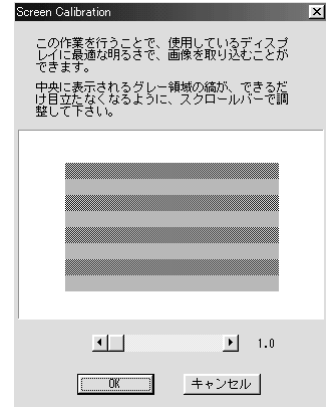 Screen Calibration
この作業を行うことで、使用しているディスプ
レイに最適な明るさで、画像を取り込むことが
できます。
中央に表示されるグレー領域の縞が、できるだ
け目立たなくなるように、スクロールバーで調
整して下さい。
1.0
OK
キャンセル